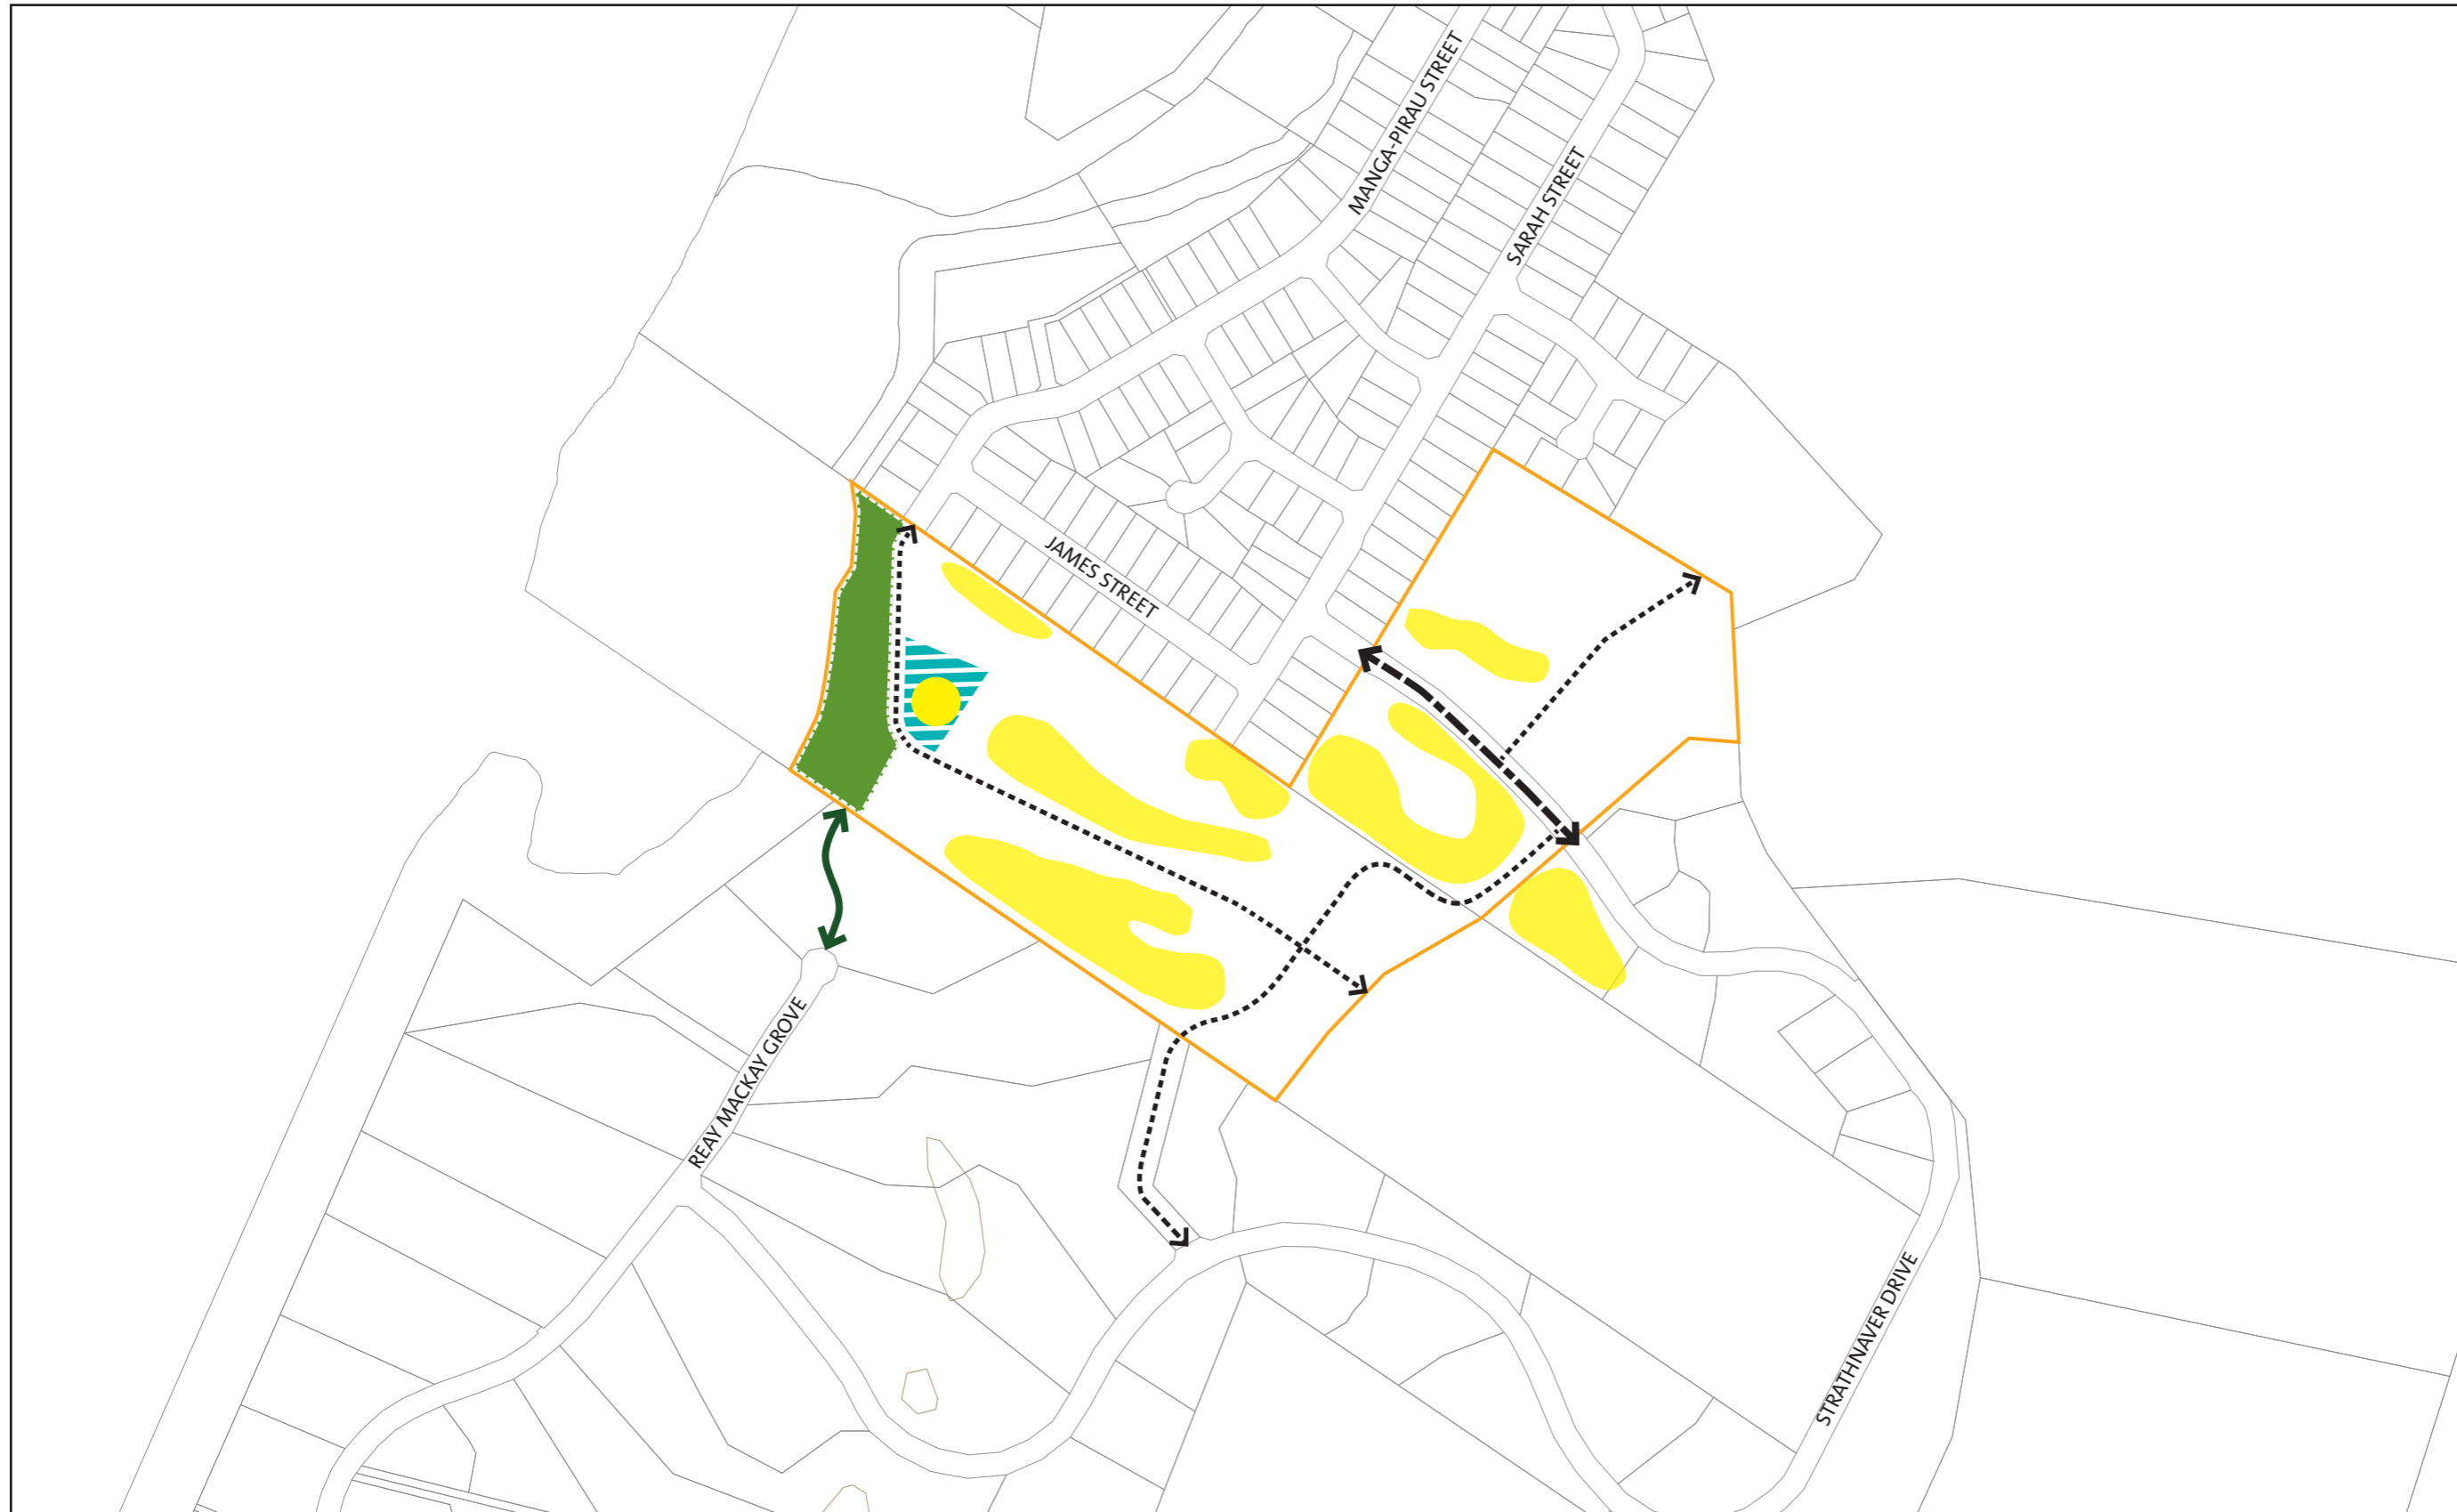 MANGA-PIRAU STREET
SARAH STREET
JAMES STREET
REAY MACKAY GROVE
STRATHNAVER DRIVE